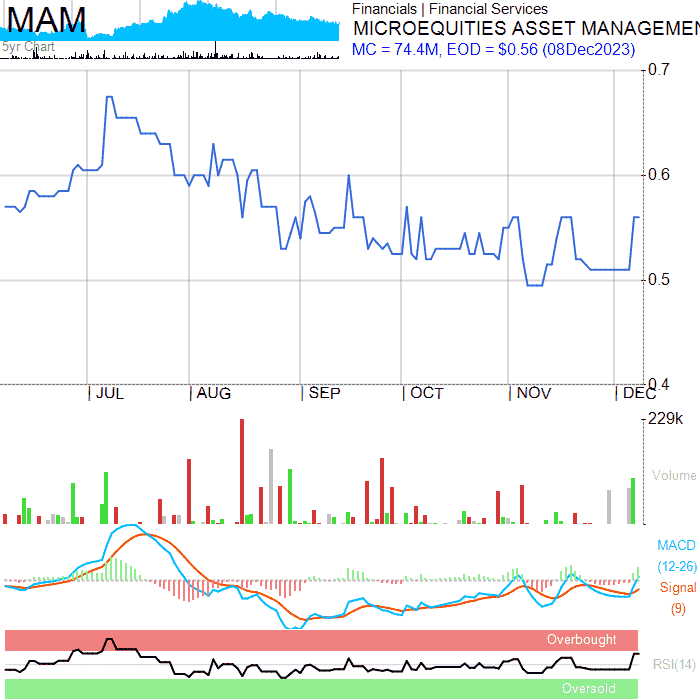 MAM
5yr Chart
Financials | Financial Services
MICROEQUITIES ASSET MANAGEMEN
MC = 74.4M, EOD = $0.56 (08Dec2023)
0.7
0.6
0.5
0.4
JUL AUG SEP OCT NOV DEC
229k
Volume
MACD
(12-26)
Signal
(9)
Overbought
RSI(14)
Oversold